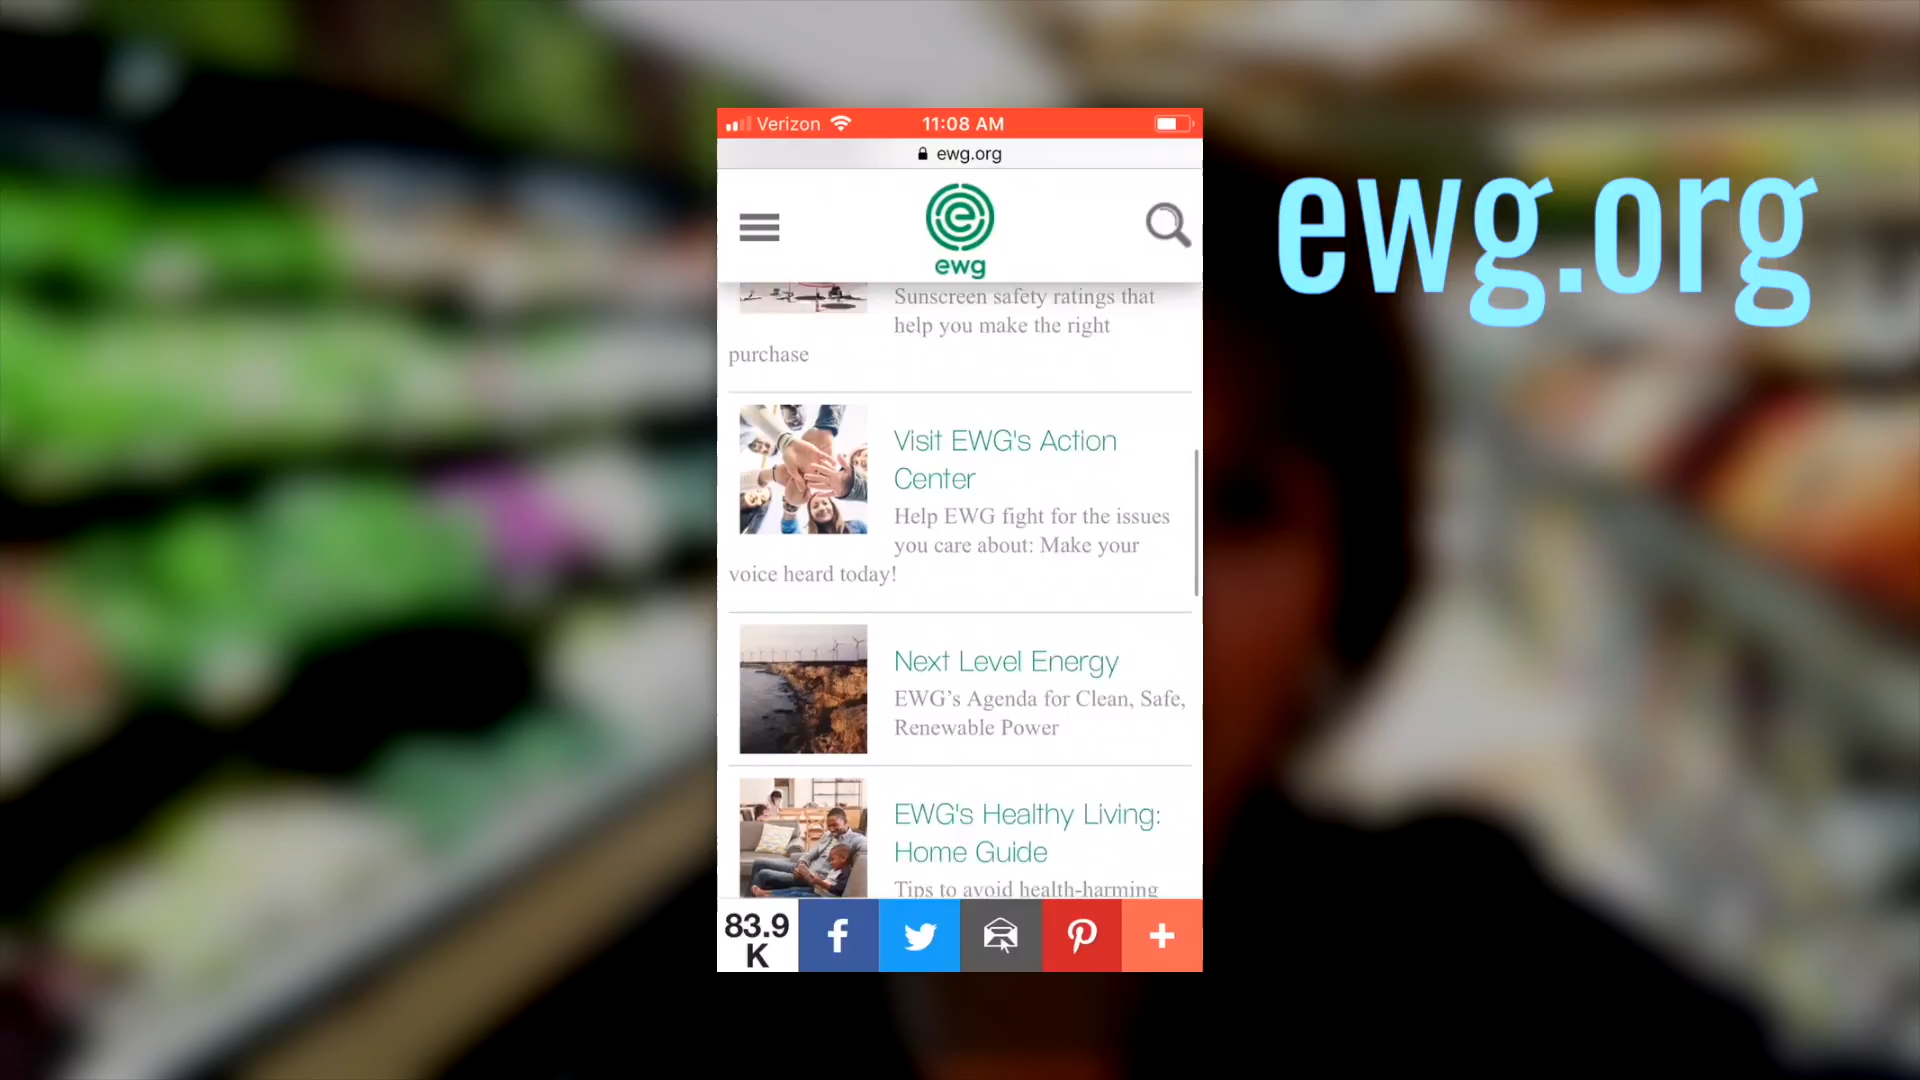 Verizon
11:08 AM
ewg.org
ewg
ewg.org
Sunscreen safety ratings that
help you make the right
purchase
Visit EWG's Action
Center
Help EWG fight for the issues
you care about: Make your
voice heard today!
Next Level Energy
EWG’s Agenda for Clean, Safe,
Renewable Power
EWG's Healthy Living:
Home Guide
Tips to avoid health-harming
83.9
K